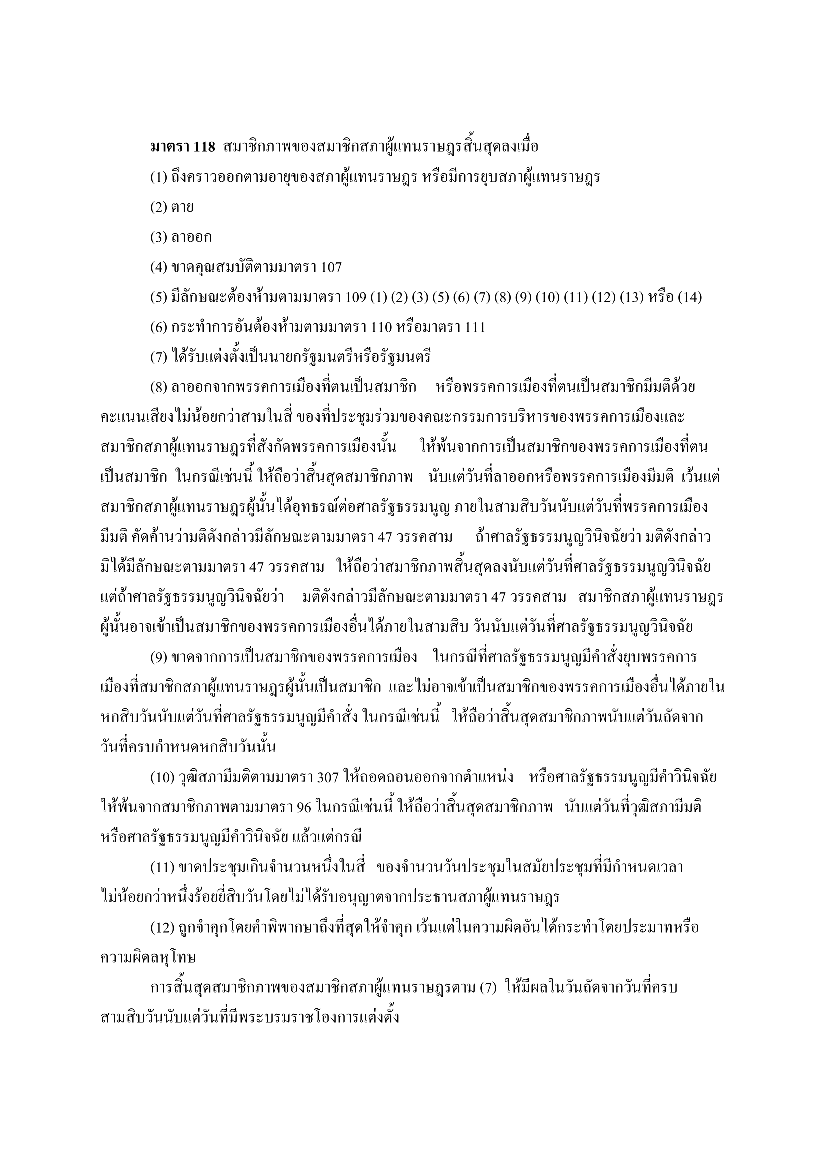 มาตรา 118 สมาชิกภาพของสมาชิกสภาผู้แทนราษฎรสิ้นสุดลงเมื่อ
(1) ถึงคราวออกตามอายุของสภาผู้แทนราษฎร หรือมีการยุบสภาผู้แทนราษฎร
(2) ตาย
(3) ลาออก
(4) ขาดคุณสมบัติตามมาตรา 107
(5) มีลักษณะต้องห้ามตามมาตรา 109 (1) (2) (3) (5) (6) (7) (8) (9) (10) (11) (12) (13) หรือ (14)
(6) กระทำการอันต้องห้ามตามมาตรา 110 หรือมาตรา 111
(7) ได้รับแต่งตั้งเป็นนายกรัฐมนตรีหรือรัฐมนตรี
(8) ลาออกจากพรรคการเมืองที่ตนเป็นสมาชิก หรือพรรคการเมืองที่ตนเป็นสมาชิกมีมติด้วย
คะแนนเสียงไม่น้อยกว่าสามในสี่ ของที่ประชุมร่วมของคณะกรรมการบริหารของพรรคการเมืองและ
สมาชิกสภาผู้แทนราษฎรที่สังกัดพรรคการเมืองนั้น ให้พ้นจากการเป็นสมาชิกของพรรคการเมืองที่ตน
เป็นสมาชิก ในกรณีเช่นนี้ ให้ถือว่าสิ้นสุดสมาชิกภาพ นับแต่วันที่ลาออกหรือพรรคการเมืองมีมติ เว้นแต่
สมาชิกสภาผู้แทนราษฎรผู้นั้นได้อุทธรณ์ต่อศาลรัฐธรรมนูญ ภายในสามสิบวันนับแต่วันที่พรรคการเมือง
มีมติ คัดค้านว่ามติดังกล่าวมีลักษณะตามมาตรา 47 วรรคสาม ถ้าศาลรัฐธรรมนูญวินิจฉัยว่า มติดังกล่าว
มิได้มีลักษณะตามมาตรา 47 วรรคสาม ให้ถือว่าสมาชิกภาพสิ้นสุดลงนับแต่วันที่ศาลรัฐธรรมนูญวินิจฉัย
แต่ถ้าศาลรัฐธรรมนูญวินิจฉัยว่า มติดังกล่าวมีลักษณะตามมาตรา 47 วรรคสาม สมาชิกสภาผู้แทนราษฎร
ผู้นั้นอาจเข้าเป็นสมาชิกของพรรคการเมืองอื่นได้ภายในสามสิบ วันนับแต่วันที่ศาลรัฐธรรมนูญวินิจฉัย
(9) ขาดจากการเป็นสมาชิกของพรรคการเมือง ในกรณีที่ศาลรัฐธรรมนูญมีคำสั่งยุบพรรคการ
เมืองที่สมาชิกสภาผู้แทนราษฎรผู้นั้นเป็นสมาชิก และไม่อาจเข้าเป็นสมาชิกของพรรคการเมืองอื่นได้ภายใน
หกสิบวันนับแต่วันที่ศาลรัฐธรรมนูญมีคำสั่ง ในกรณีเช่นนี้ ให้ถือว่าสิ้นสุดสมาชิกภาพนับแต่วันถัดจาก
วันที่ครบกำหนดหกสิบวันนั้น
(10) วุฒิสภามีมติตามมาตรา 307 ให้ถอดถอนออกจากตำแหน่ง หรือศาลรัฐธรรมนูญมีคำวินิจฉัย
ให้พ้นจากสมาชิกภาพตามมาตรา 96 ในกรณีเช่นนี้ ให้ถือว่าสิ้นสุดสมาชิกภาพ นับแต่วันที่วุฒิสภามีมติ
หรือศาลรัฐธรรมนูญมีคำวินิจฉัย แล้วแต่กรณี
(11) ขาดประชุมเกินจำนวนหนึ่งในสี่ ของจำนวนวันประชุมในสมัยประชุมที่มีกำหนดเวลา
ไม่น้อยกว่าหนึ่งร้อยยี่สิบวันโดยไม่ได้รับอนุญาตจากประธานสภาผู้แทนราษฎร
(12) ถูกจำคุกโดยคำพิพากษาถึงที่สุดให้จำคุก เว้นแต่ในความผิดอันได้กระทำโดยประมาทหรือ
ความผิดลหุโทษ
การสิ้นสุดสมาชิกภาพของสมาชิกสภาผู้แทนราษฎรตาม (7) ให้มีผลในวันถัดจากวันที่ครบ
สามสิบวันนับแต่วันที่มีพระบรมราชโองการแต่งตั้ง